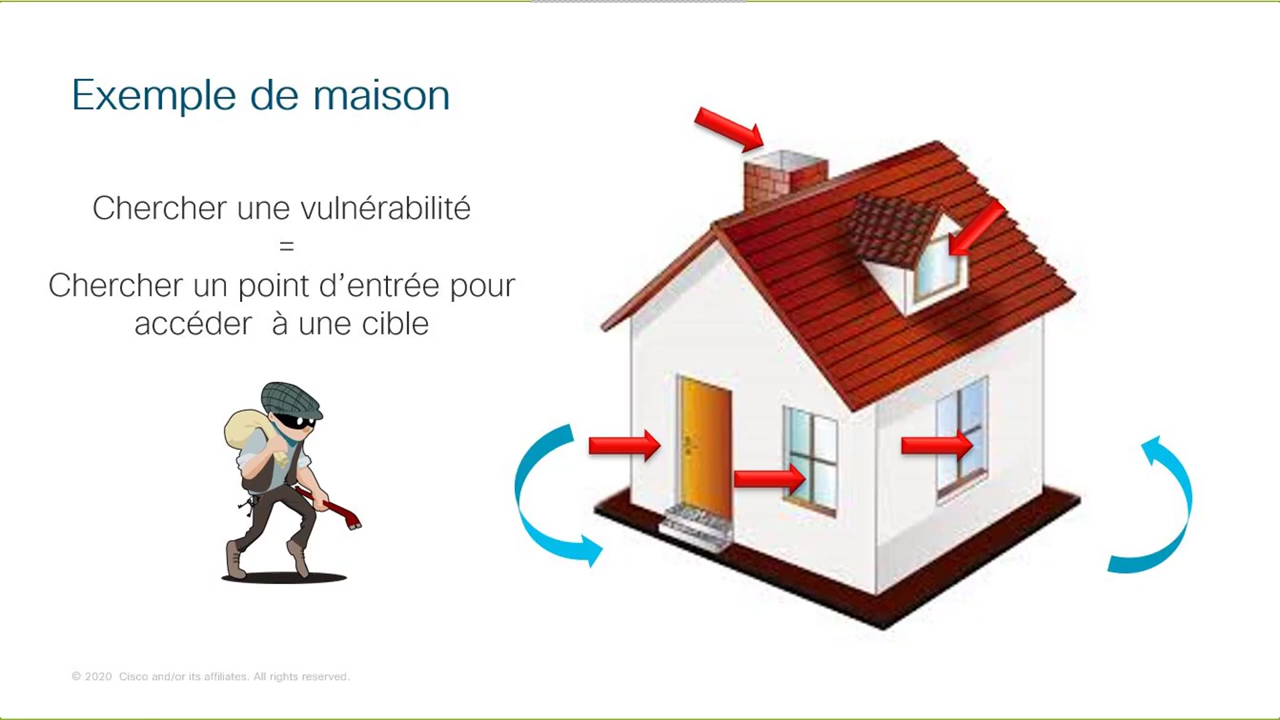 Exemple de maison
Chercher une vulnérabilité
=
Chercher un point d’entrée pour
accéder à une cible
© 2020 Cisco and/or its affiliates. All rights reserved.